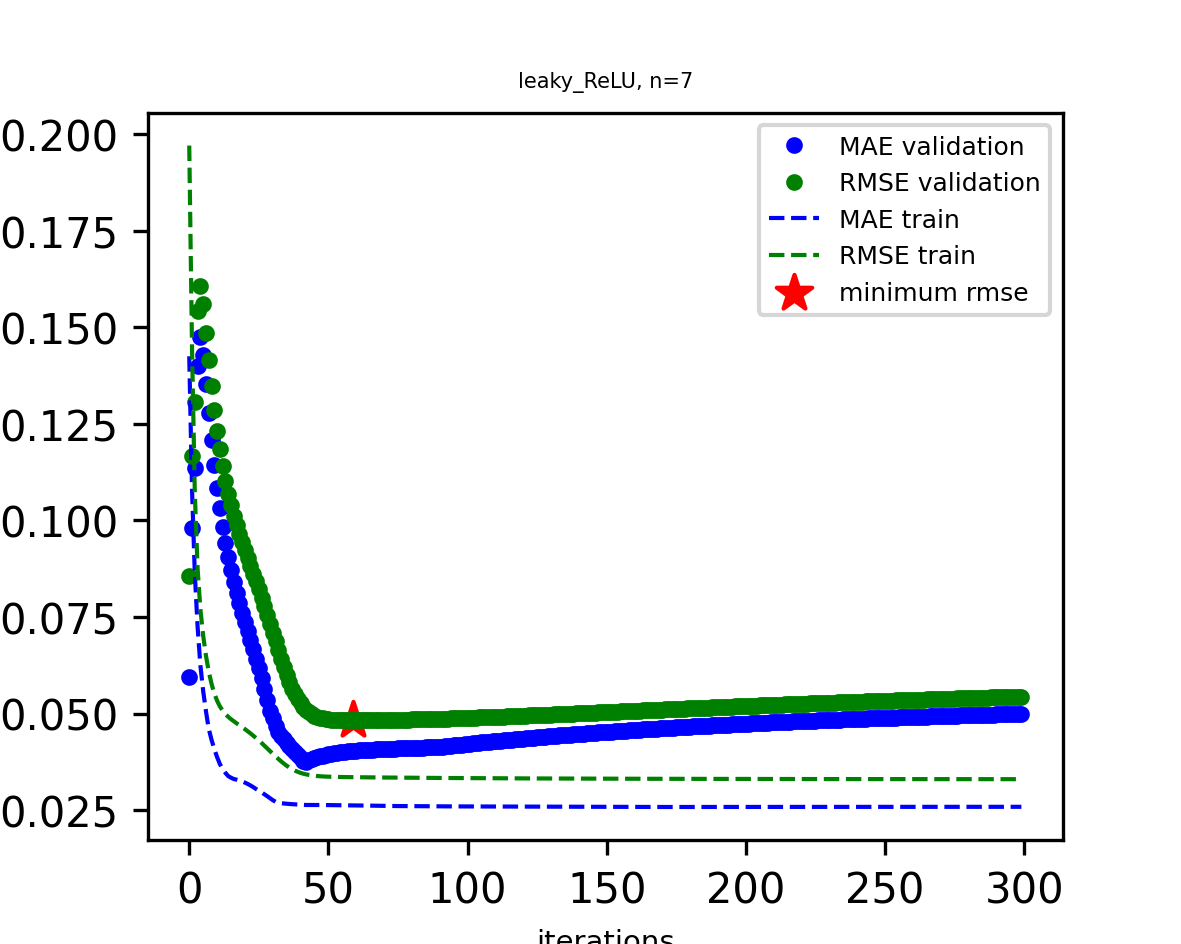 leaky_ReLU, n=7
0.200
0.175
0.150
0.125
0.100
0.075
0.050
0.025
MAE validation
RMSE validation
MAE train
RMSE train
minimum rmse
0 50 100 150 200 250 300
iterations